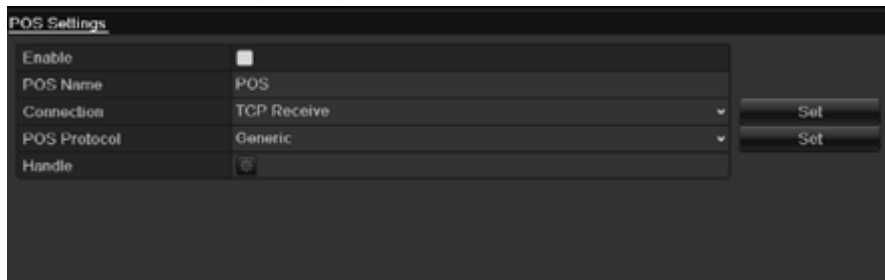 POS Settings
Enable
POS Name POS
Connection TCP Receive Set
POS Protocol Generic Set
Handle